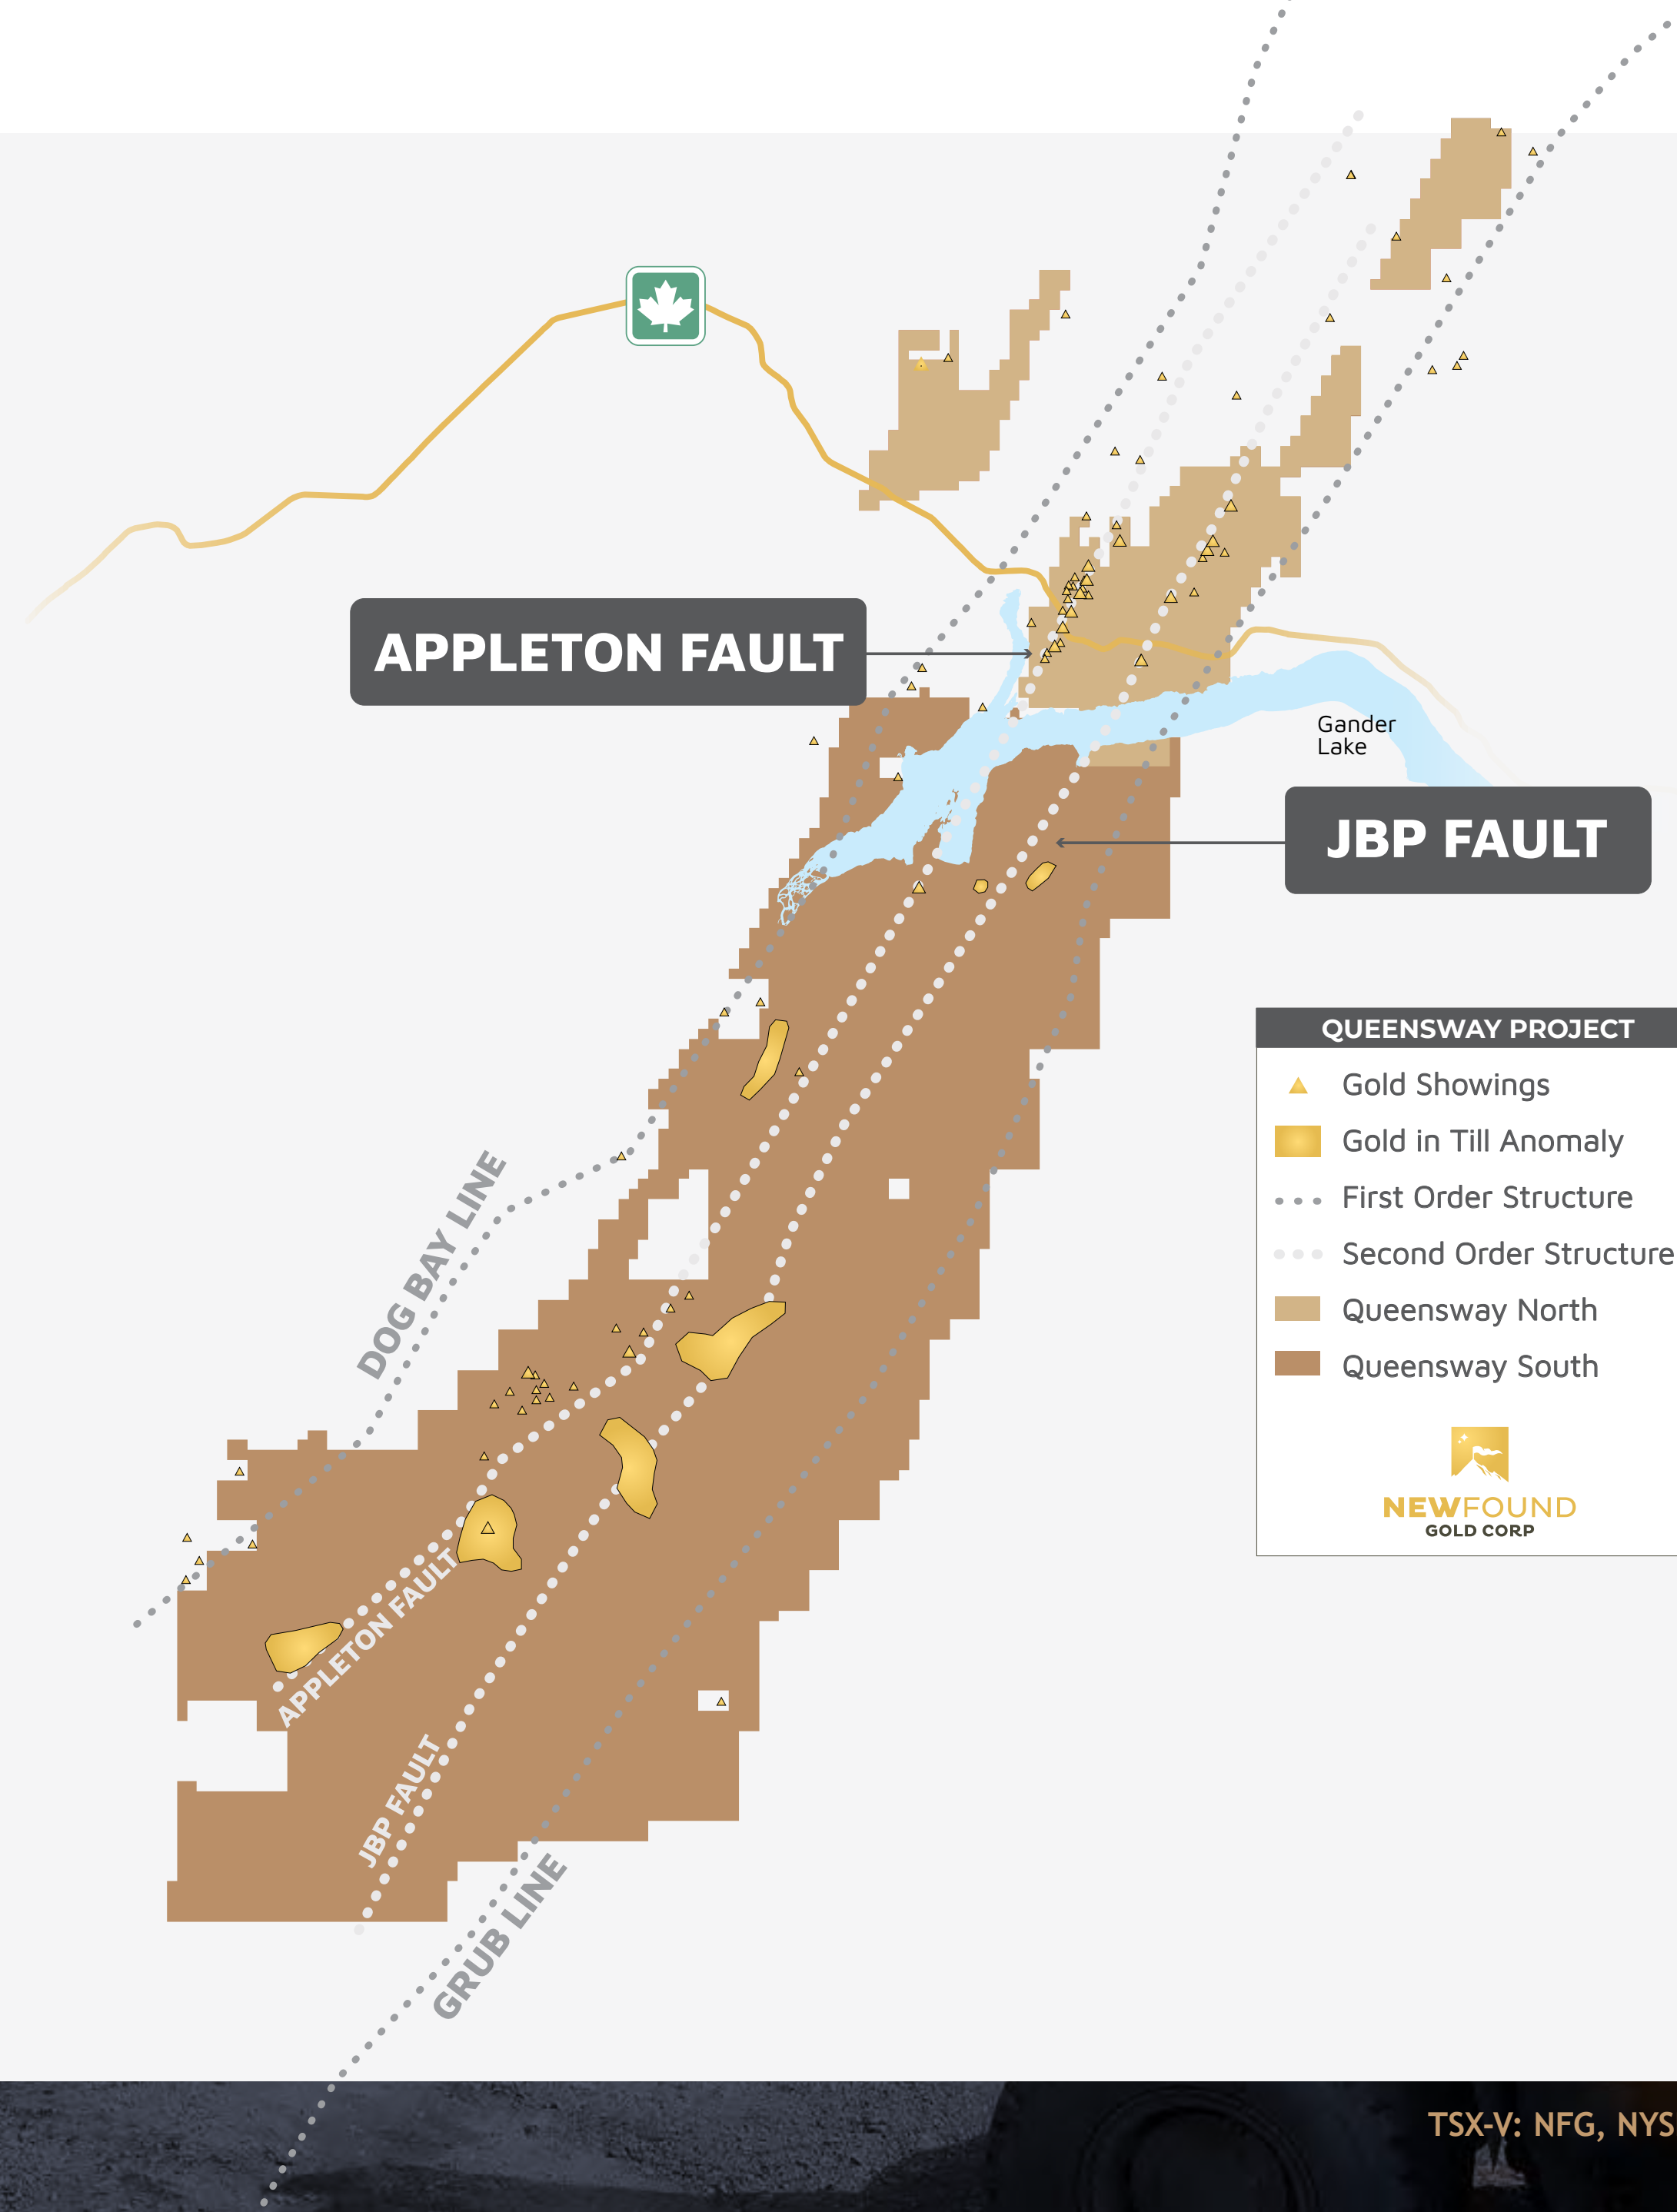 APPLETON FAULT
Gander
Lake
JBP FAULT
QUEENSWAY PROJECT
Gold Showings
Gold in Till Anomaly
First Order Structure
Second Order Structure
Queensway North
Queensway South
NEWFOUND
GOLD CORP
DOG BAY LINE
APPLETON FAULT
JBP FAULT
GRUB LINE
TSX-V: NFG, NYS